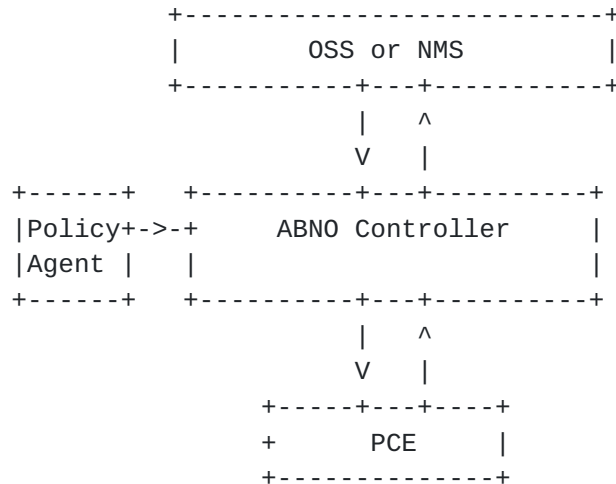 +----------------------------+
|        OSS or NMS          |
+-----------+---+------------+
|   ^
V   |
+------+   +----------+---+----------+
|Policy+->-+     ABNO Controller     |
|Agent |   |                         |
+------+   +----------+---+----------+
|   ^
V   |
+-----+---+----+
+     PCE      |
+--------------+